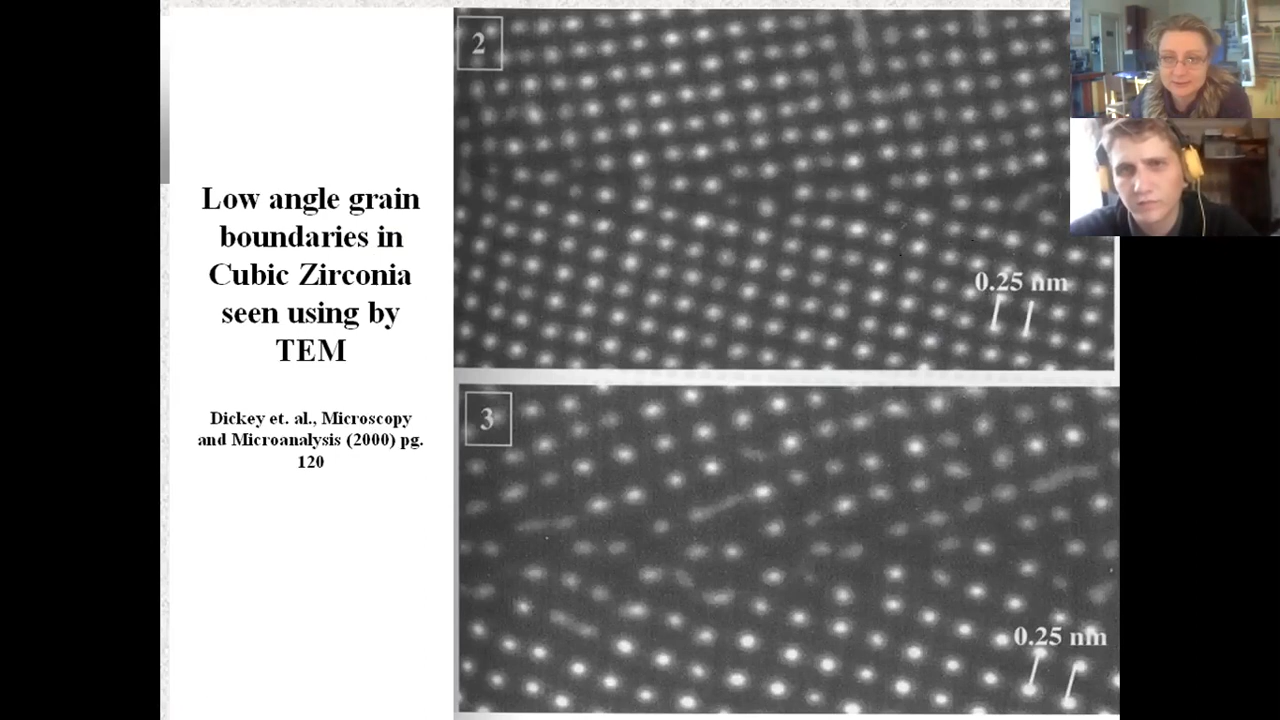 Low angle grain
boundaries in
Cubic Zirconia
seen using by
TEM
Dickey et. al., Microscopy
and Microanalysis (2000) pg.
120
2
0.25 nm
3
0.25 nm